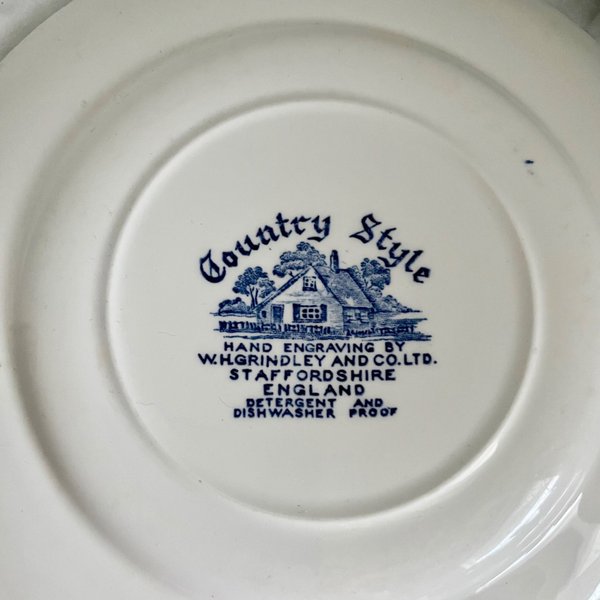 Country Style
HAND ENGRAVING BY
W.H.GRINDLEY AND CO.LTD.
STAFFORDSHIRE
ENGLAND
DETERGENT AND
DISHWASHER PROOF